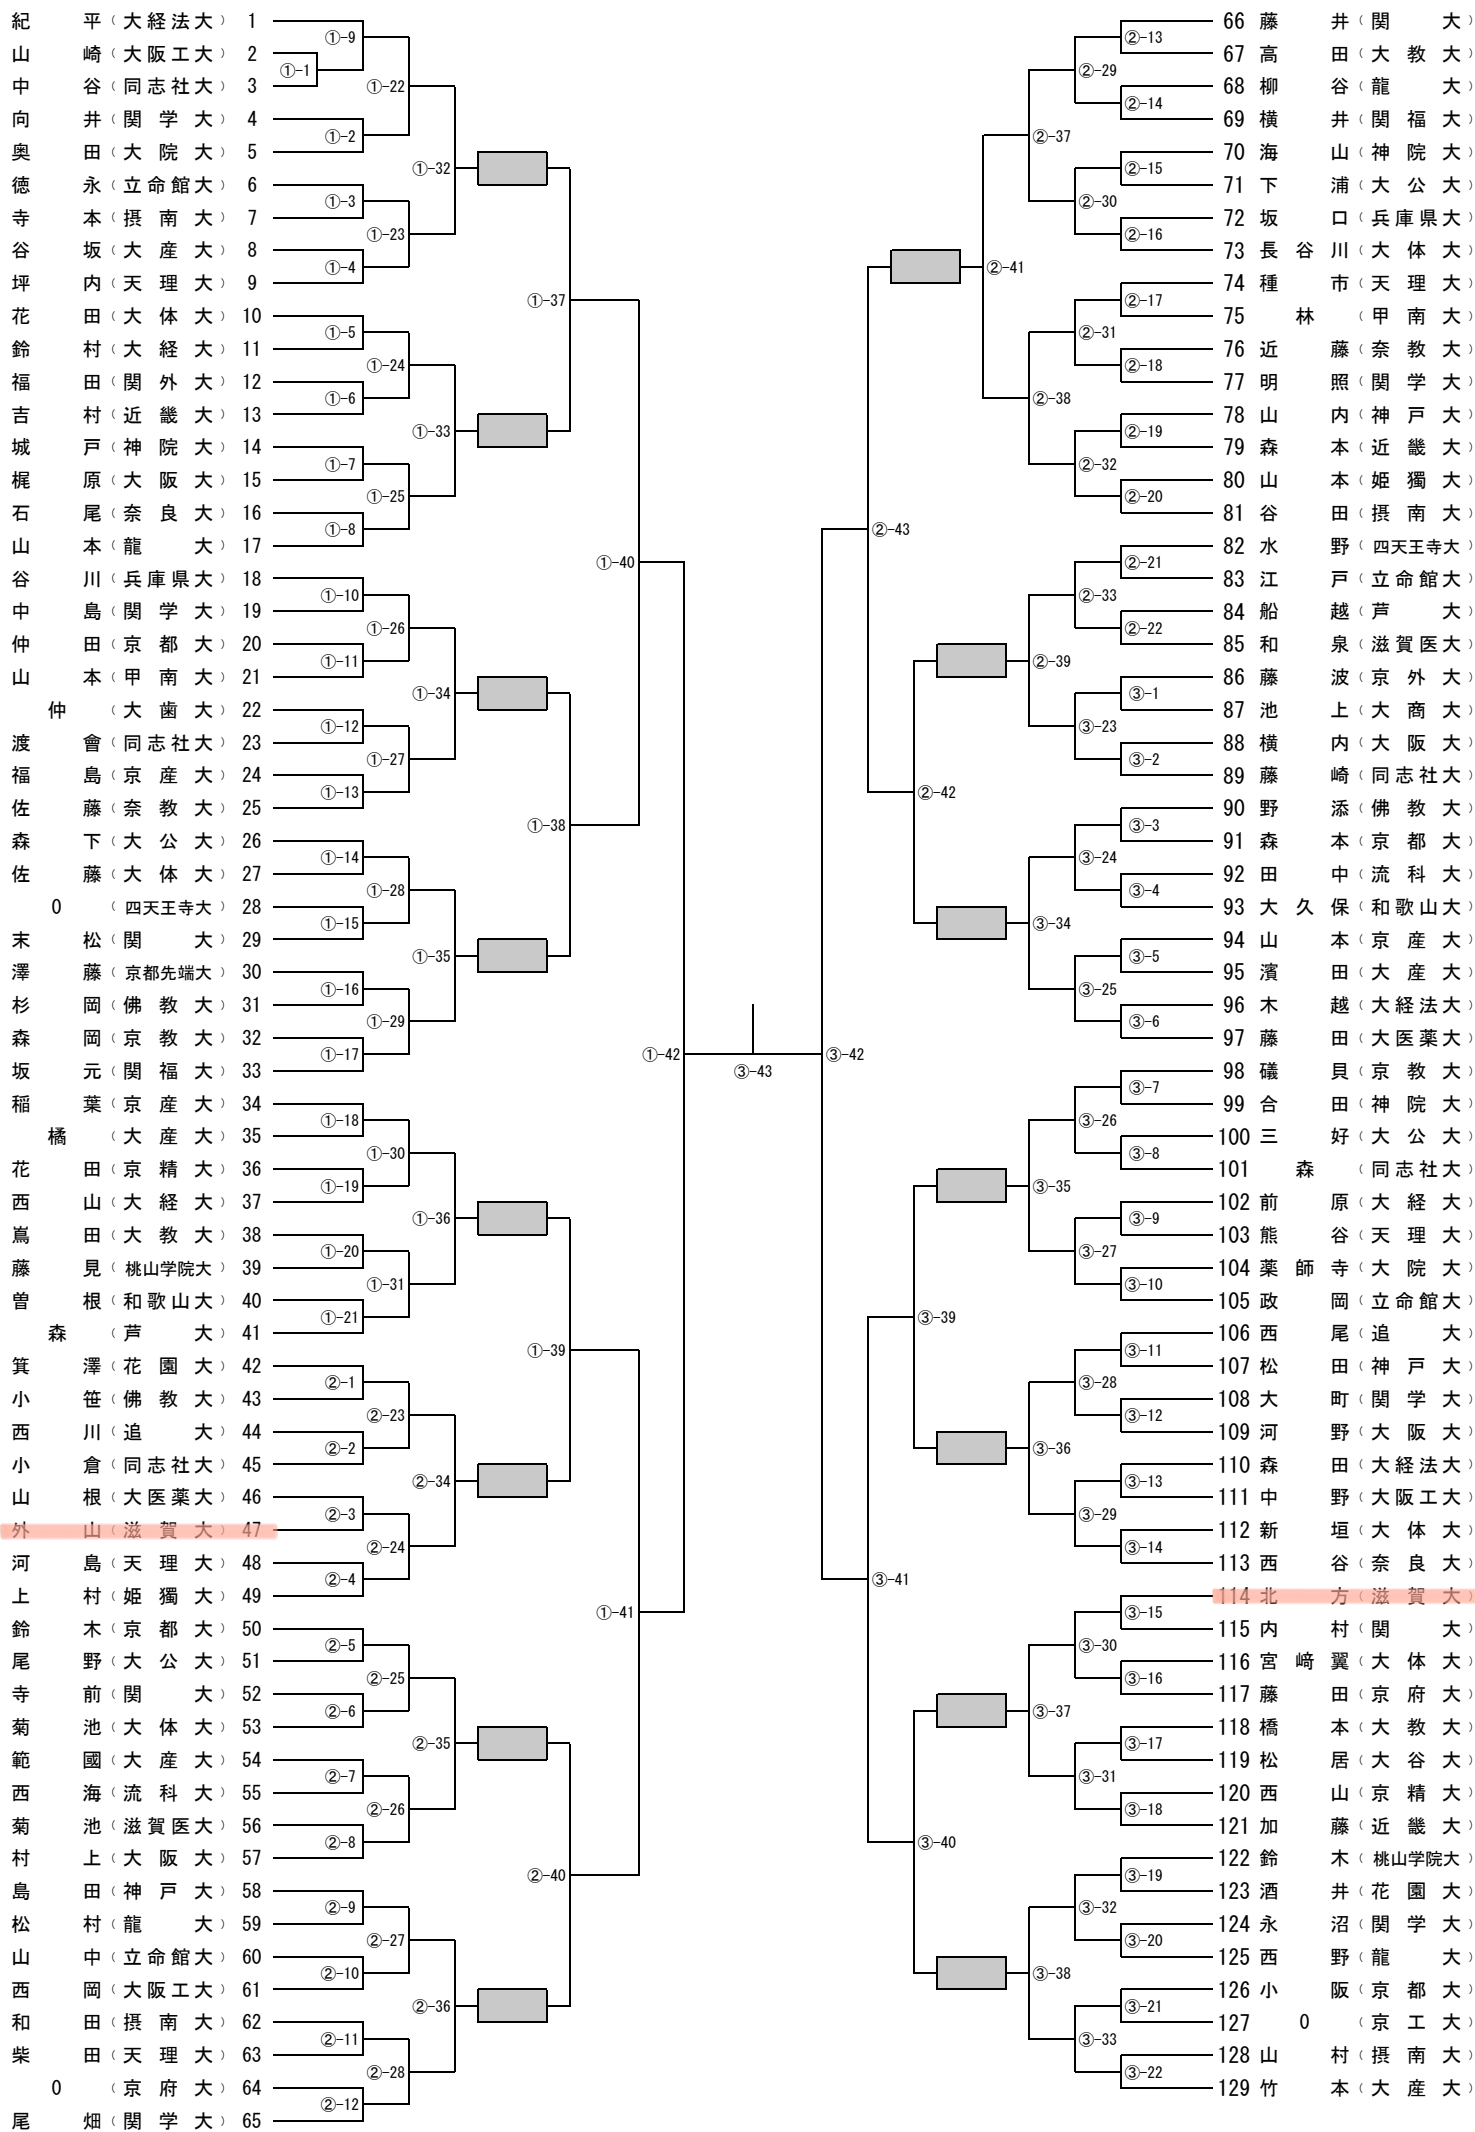 紀平（大経法大）1
山崎（大阪工大）2
中谷（同志社大）3
向井（関学大）4
奥田（大院大）5
徳永（立命館大）6
寺本（摂南大）7
谷坂（大産大）8
坪内（天理大）9
花田（大体大）10
鈴村（大経大）11
福田（関外大）12
吉村（近畿大）13
城戸（神院大）14
梶原（大阪大）15
石尾（奈良大）16
山本（龍大）17
谷川（兵庫県大）18
中島（関学大）19
仲田（京都大）20
山本（甲南大）21
仲（大歯大）22
渡會（同志社大）23
福島（京産大）24
佐藤（奈教大）25
森下（大公大）26
佐藤（大体大）27
0（四天王寺大）28
末松（関大）29
澤藤（京都先端大）30
杉岡（佛教大）31
森岡（京教大）32
坂元（関福大）33
稲葉（京産大）34
橘（大産大）35
花田（京精大）36
西山（大経大）37
嶌田（大教大）38
藤見（桃山学院大）39
曽根（和歌山大）40
森（芦大）41
箕澤（花園大）42
小笹（佛教大）43
西川（追大）44
小倉（同志社大）45
山根（大医薬大）46
外山（滋賀大）47
河島（天理大）48
上村（姫獨大）49
鈴木（京都大）50
尾野（大公大）51
寺前（関大）52
菊池（大体大）53
範國（大産大）54
西海（流科大）55
菊池（滋賀医大）56
村上（大阪大）57
島田（神戸大）58
松村（龍大）59
山中（立命館大）60
西岡（大阪工大）61
和田（摂南大）62
柴田（天理大）63
0（京府大）64
尾畑（関学大）65
①-1
①-2
①-3
①-4
①-5
①-6
①-7
①-8
①-9
①-10
①-11
①-12
①-13
①-14
①-15
①-16
①-17
①-18
①-19
①-20
①-21
②-1
②-2
②-3
②-4
②-5
②-6
②-7
②-8
②-9
②-10
②-11
②-12
①-22
①-23
①-24
①-25
①-26
①-27
①-28
①-29
①-30
①-31
②-23
②-24
②-25
②-26
②-27
②-28
①-32
①-33
①-34
①-35
①-36
②-34
②-35
②-36
①-37
①-38
①-39
②-40
①-40
①-41
①-42
③-43
③-42
②-43
③-41
②-41
②-42
③-39
③-40
②-37
②-38
②-39
③-34
③-35
③-36
③-37
③-38
②-29
②-30
②-31
②-32
②-33
③-23
③-24
③-25
③-26
③-27
③-28
③-29
③-30
③-31
③-32
③-33
②-13
②-14
②-15
②-16
②-17
②-18
②-19
②-20
②-21
②-22
③-1
③-2
③-3
③-4
③-5
③-6
③-7
③-8
③-9
③-10
③-11
③-12
③-13
③-14
③-15
③-16
③-17
③-18
③-19
③-20
③-21
③-22
66 藤井（関大）
67 高田（大教大）
68 柳谷（龍大）
69 横井（関福大）
70 海山（神院大）
71 下浦（大公大）
72 坂口（兵庫県大）
73 長谷川（大体大）
74 種市（天理大）
75 林（甲南大）
76 近藤（奈教大）
77 明照（関学大）
78 山内（神戸大）
79 森本（近畿大）
80 山本（姫獨大）
81 谷田（摂南大）
82 水野（四天王寺大）
83 江戸（立命館大）
84 船越（芦大）
85 和泉（滋賀医大）
86 藤波（京外大）
87 池上（大商大）
88 横内（大阪大）
89 藤崎（同志社大）
90 野添（佛教大）
91 森本（京都大）
92 田中（流科大）
93 大久保（和歌山大）
94 山本（京産大）
95 濱田（大産大）
96 木越（大経法大）
97 藤田（大医薬大）
98 礒貝（京教大）
99 合田（神院大）
100 三好（大公大）
101 森（同志社大）
102 前原（大経大）
103 熊谷（天理大）
104 薬師寺（大院大）
105 政岡（立命館大）
106 西尾（追大）
107 松田（神戸大）
108 大町（関学大）
109 河野（大阪大）
110 森田（大経法大）
111 中野（大阪工大）
112 新垣（大体大）
113 西谷（奈良大）
114 北方（滋賀大）
115 内村（関大）
116 宮﨑翼（大体大）
117 藤田（京府大）
118 橋本（大教大）
119 松居（大谷大）
120 西山（京精大）
121 加藤（近畿大）
122 鈴木（桃山学院大）
123 酒井（花園大）
124 永沼（関学大）
125 西野（龍大）
126 小阪（京都大）
127 0（京工大）
128 山村（摂南大）
129 竹本（大産大）